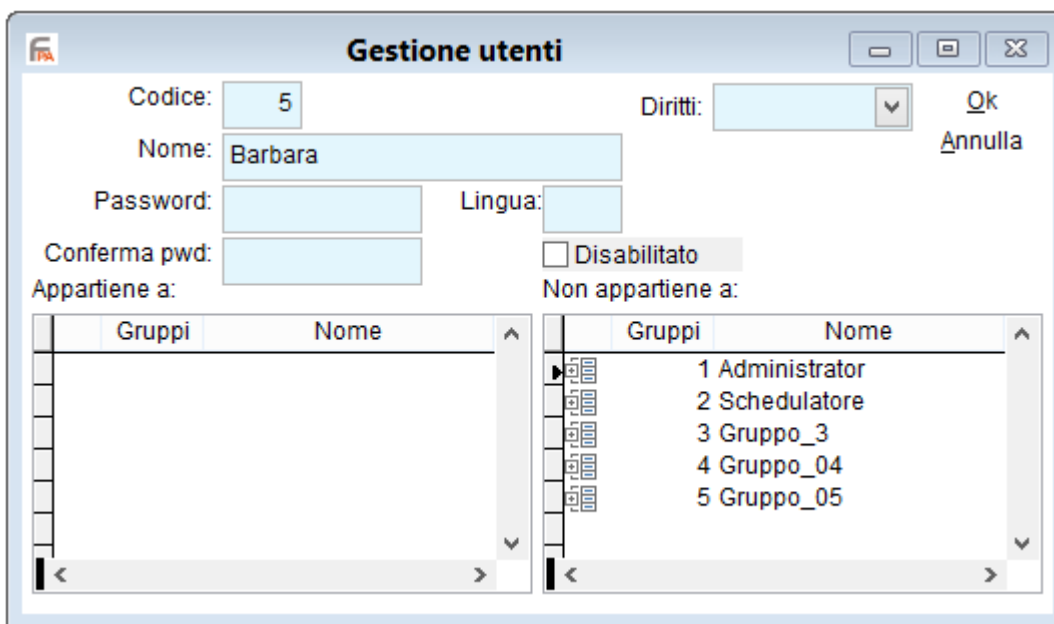 FPA Gestione utenti
Codice: 5 Diritti: Ok
Nome: Barbara Annulla
Password: Lingua:
Conferma pwd: Disabilitato
Appartiene a: Non appartiene a:
Gruppi Nome Gruppi Nome
1 Administrator
2 Schedulatore
3 Gruppo_3
4 Gruppo_04
5 Gruppo_05